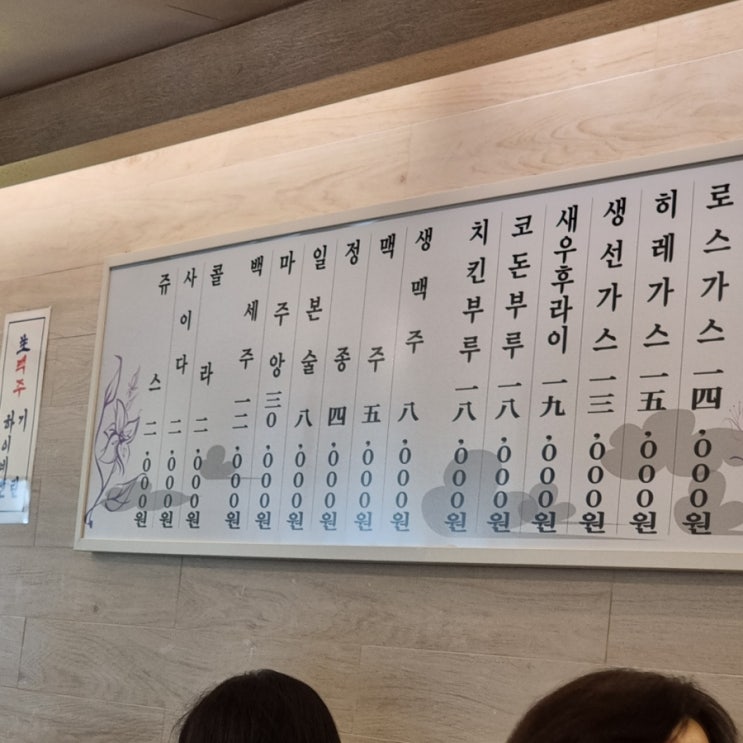 로스가스 一四,000원
히레가스 一五,000원
생선가스 一三,000원
새우후라이 一九,000원
코돈부루 一八,000원
치킨부루 一八,000원
생맥주 八,000원
맥주 五,000원
정종 四,000원
일본술 八,000원
마주앙 三0,000원
백세주 一二,000원
콜라 二,000원
사이다 二,000원
쥬스 二,000원
生맥주